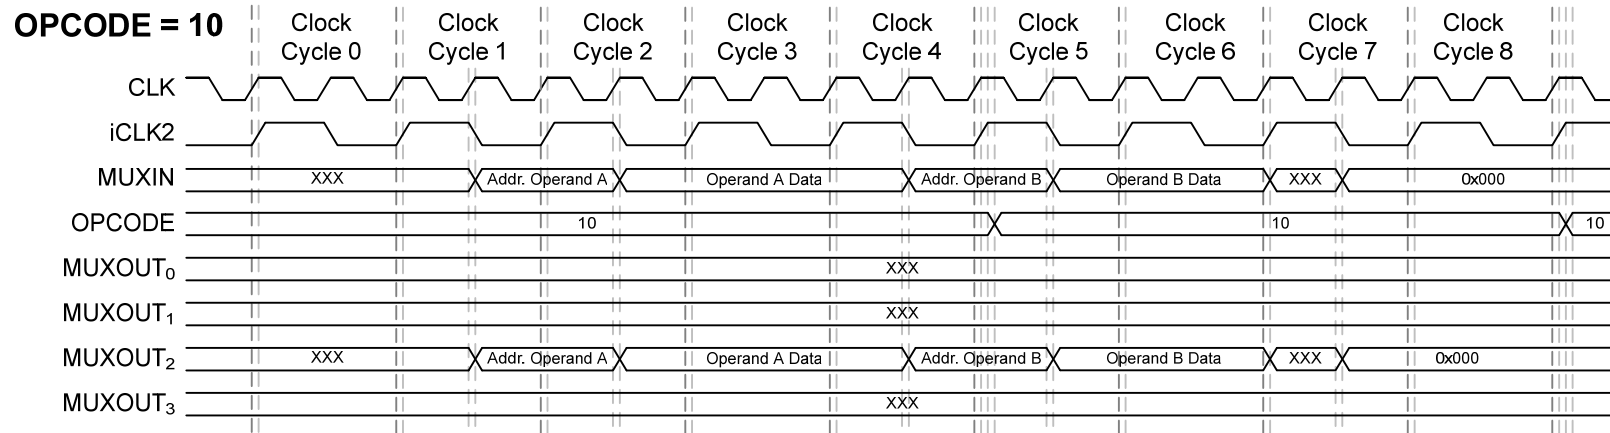 OPCODE = 10
Clock Cycle 0
Clock Cycle 1
Clock Cycle 2
Clock Cycle 3
Clock Cycle 4
Clock Cycle 5
Clock Cycle 6
Clock Cycle 7
Clock Cycle 8
CLK
iCLK2
MUXIN XXX Addr. Operand A Operand A Data Addr. Operand B Operand B Data XXX 0x000
OPCODE 10 10 10
MUXOUT₀ XXX
MUXOUT₁ XXX
MUXOUT₂ XXX Addr. Operand A Operand A Data Addr. Operand B Operand B Data XXX 0x000
MUXOUT₃ XXX